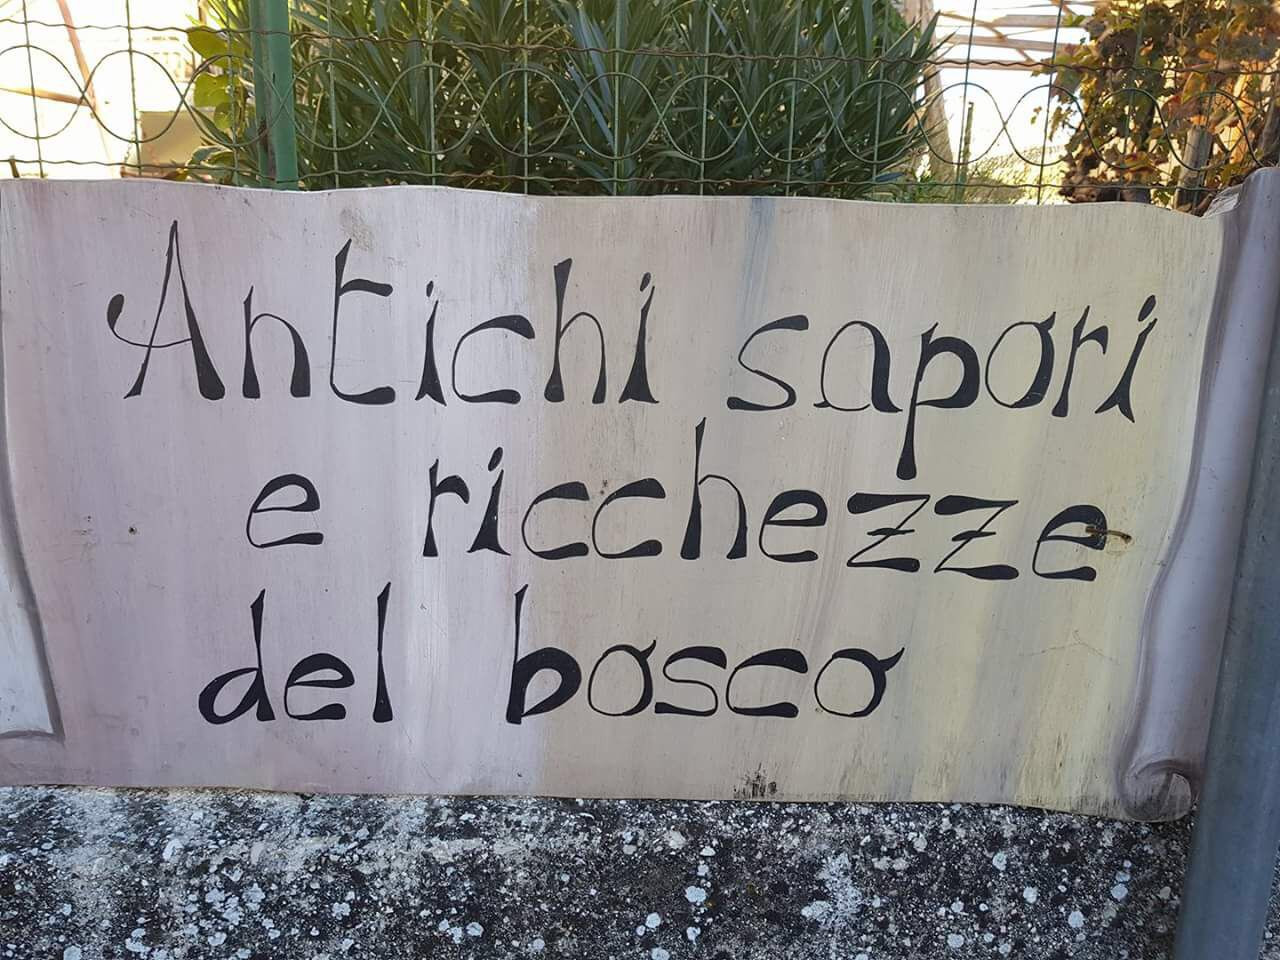 Antichi sapori
e ricchezze
del bosco